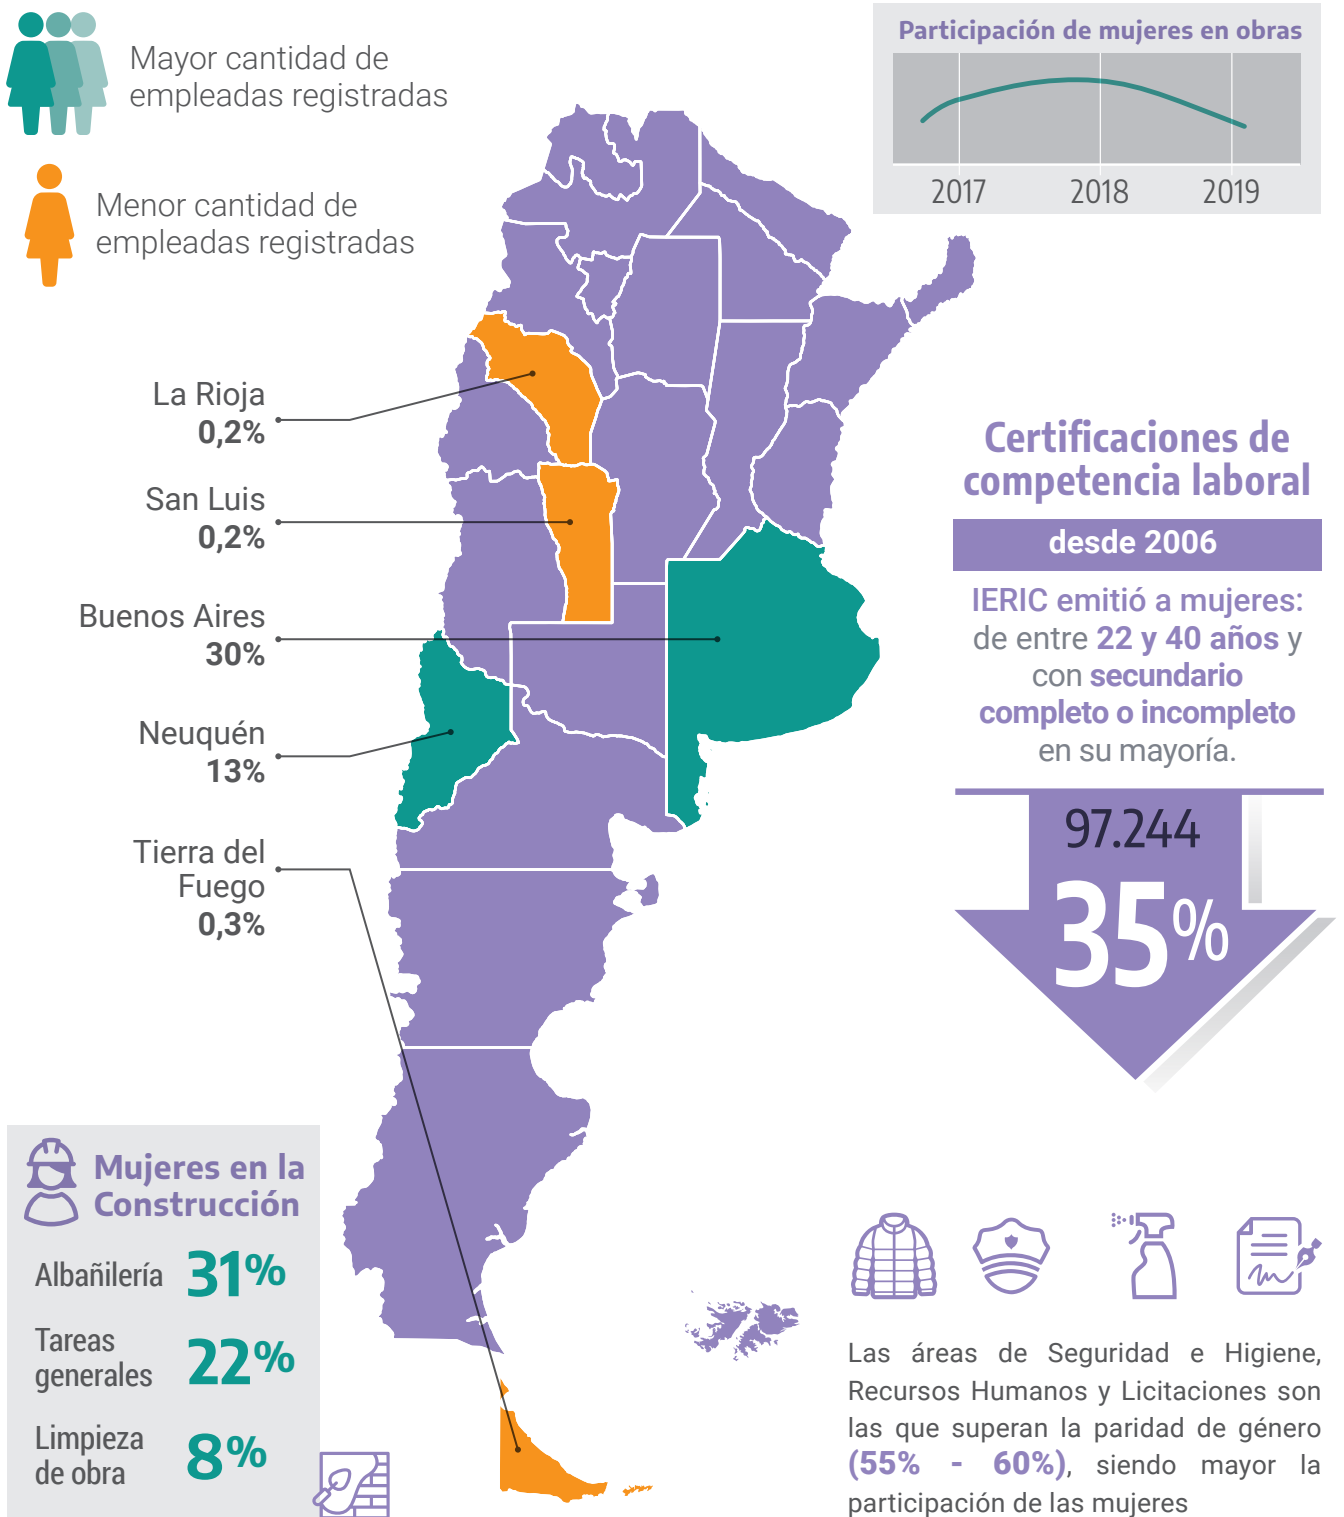 Mayor cantidad de
empleadas registradas
Menor cantidad de
empleadas registradas
Participación de mujeres en obras
2017 2018 2019
La Rioja
0,2%
San Luis
0,2%
Buenos Aires
30%
Neuquén
13%
Tierra del
Fuego
0,3%
Certificaciones de
competencia laboral
desde 2006
IERIC emitió a mujeres:
de entre 22 y 40 años y
con secundario
completo o incompleto
en su mayoría.
97.244
35%
Mujeres en la
Construcción
Albañilería 31%
Tareas
generales 22%
Limpieza
de obra 8%
Las áreas de Seguridad e Higiene,
Recursos Humanos y Licitaciones son
las que superan la paridad de género
(55% - 60%), siendo mayor la
participación de las mujeres